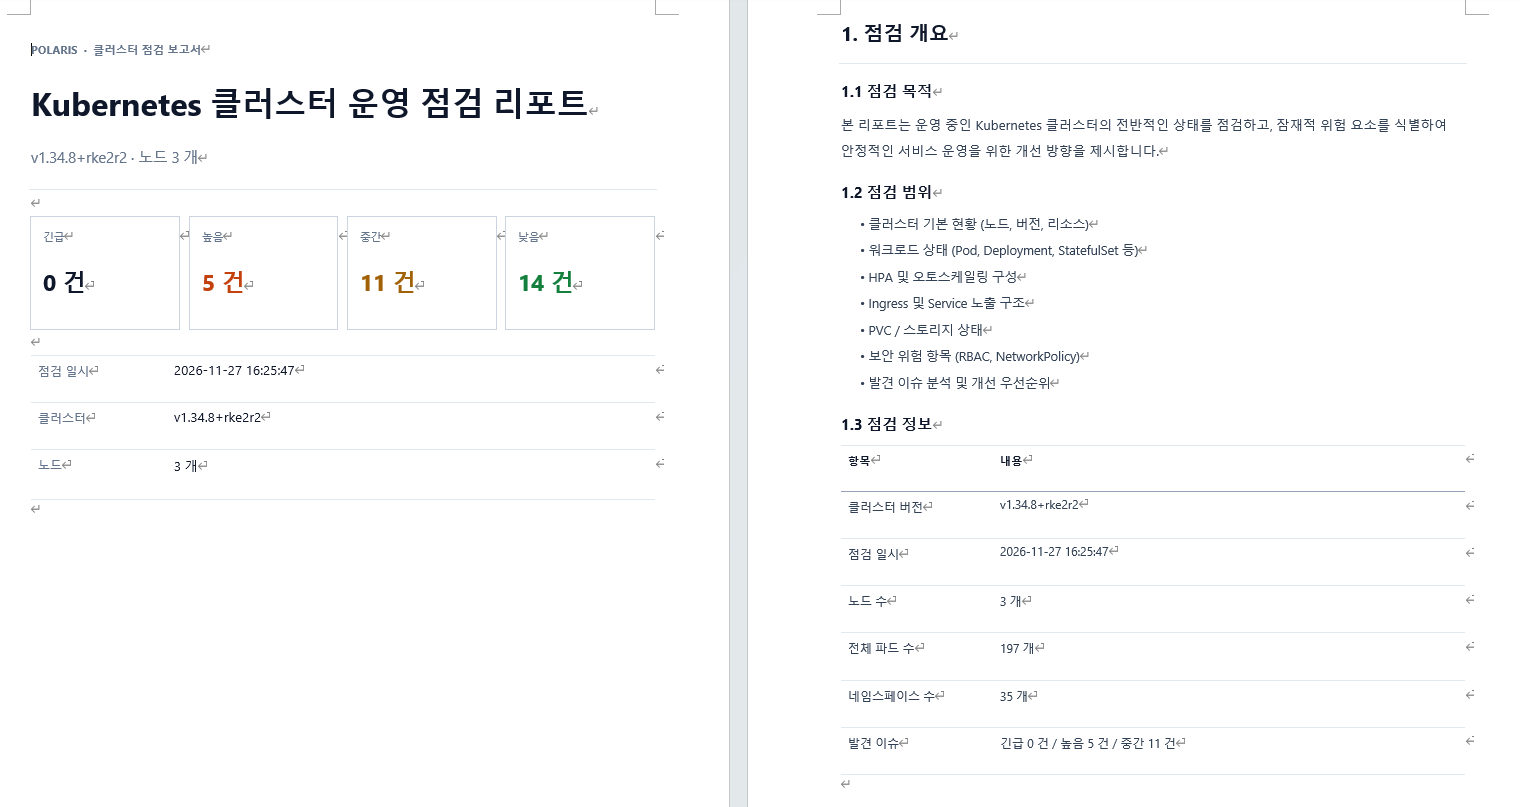 POLARIS · 클러스터 점검 보고서
Kubernetes 클러스터 운영 점검 리포트
v1.34.8+rke2r2 · 노드 3 개
긴급 높음 중간 낮음
0 건 5 건 11 건 14 건
점검 일시 2026-11-27 16:25:47
클러스터 v1.34.8+rke2r2
노드 3 개
1. 점검 개요
1.1 점검 목적
본 리포트는 운영 중인 Kubernetes 클러스터의 전반적인 상태를 점검하고, 잠재적 위험 요소를 식별하여
안정적인 서비스 운영을 위한 개선 방향을 제시합니다.
1.2 점검 범위
• 클러스터 기본 현황 (노드, 버전, 리소스)
• 워크로드 상태 (Pod, Deployment, StatefulSet 등)
• HPA 및 오토스케일링 구성
• Ingress 및 Service 노출 구조
• PVC / 스토리지 상태
• 보안 위험 항목 (RBAC, NetworkPolicy)
• 발견 이슈 분석 및 개선 우선순위
1.3 점검 정보
항목 내용
클러스터 버전 v1.34.8+rke2r2
점검 일시 2026-11-27 16:25:47
노드 수 3 개
전체 파드 수 197 개
네임스페이스 수 35 개
발견 이슈 긴급 0 건 / 높음 5 건 / 중간 11 건